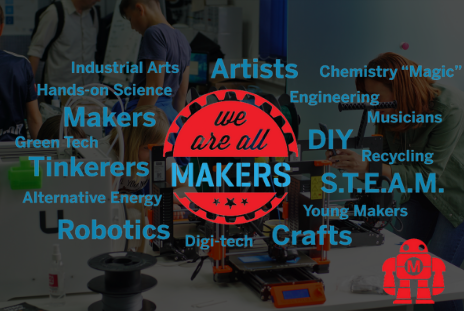 Industrial Arts
Artists
Chemistry “Magic”
Hands-on Science
Engineering
Makers
Musicians
we
are all
MAKERS
Green Tech
DIY
Recycling
Tinkerers
S.T.E.A.M.
Alternative Energy
Young Makers
Robotics
Digi-tech
Crafts
M